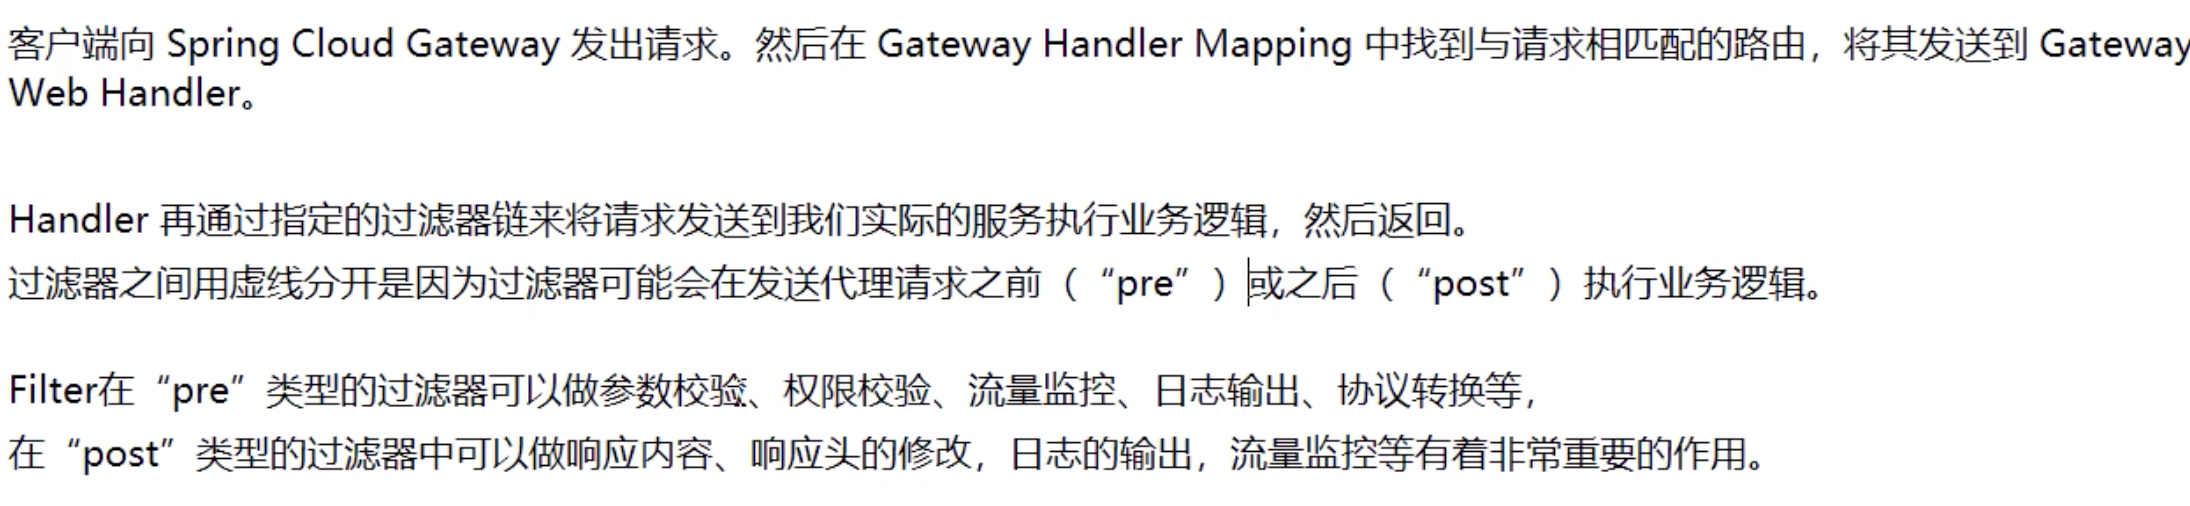 客户端向 Spring Cloud Gateway 发出请求。然后在 Gateway Handler Mapping 中找到与请求相匹配的路由，将其发送到 Gateway
Web Handler。
Handler 再通过指定的过滤器链来将请求发送到我们实际的服务执行业务逻辑，然后返回。
过滤器之间用虚线分开是因为过滤器可能会在发送代理请求之前（“pre”）或之后（“post”）执行业务逻辑。
Filter在“pre”类型的过滤器可以做参数校验、权限校验、流量监控、日志输出、协议转换等，
在“post”类型的过滤器中可以做响应内容、响应头的修改，日志的输出，流量监控等有着非常重要的作用。